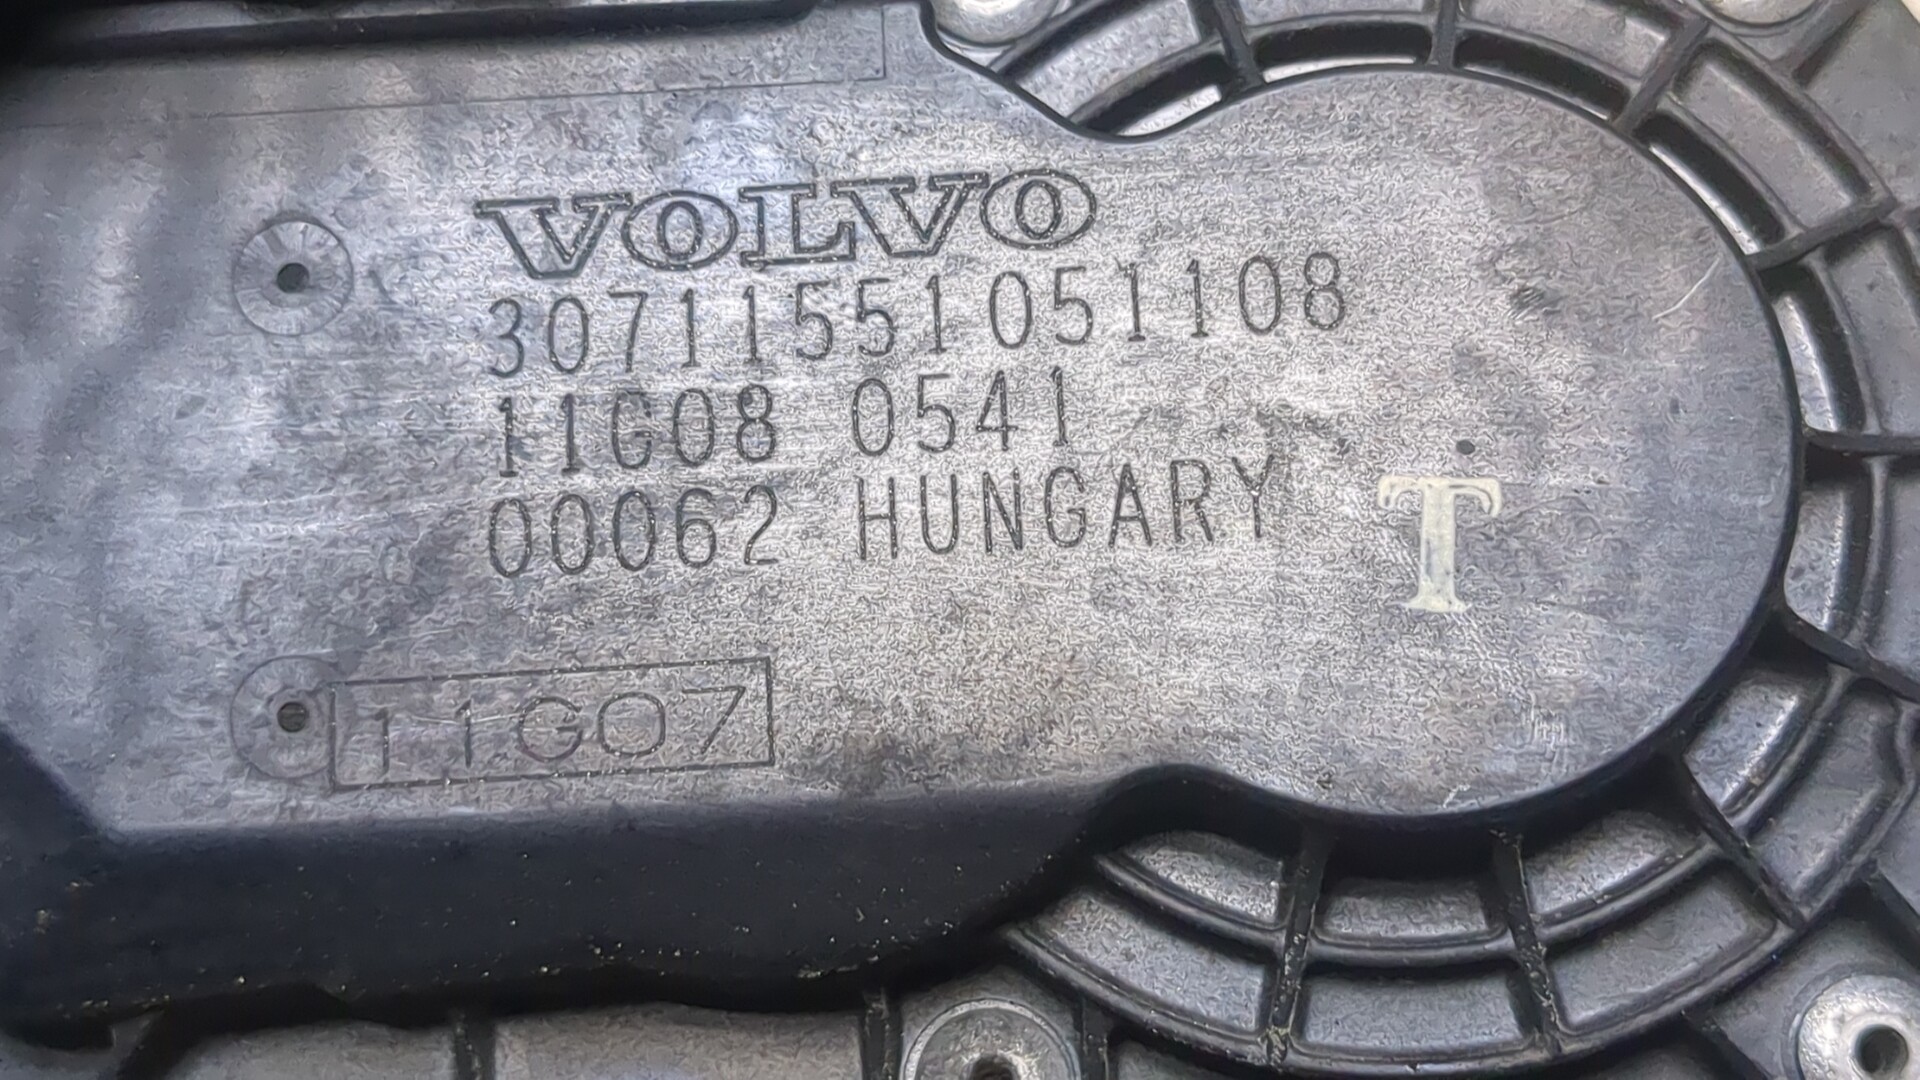 VOLVO
30711551051108
11G08 0541
00062 HUNGARY
T
11G07